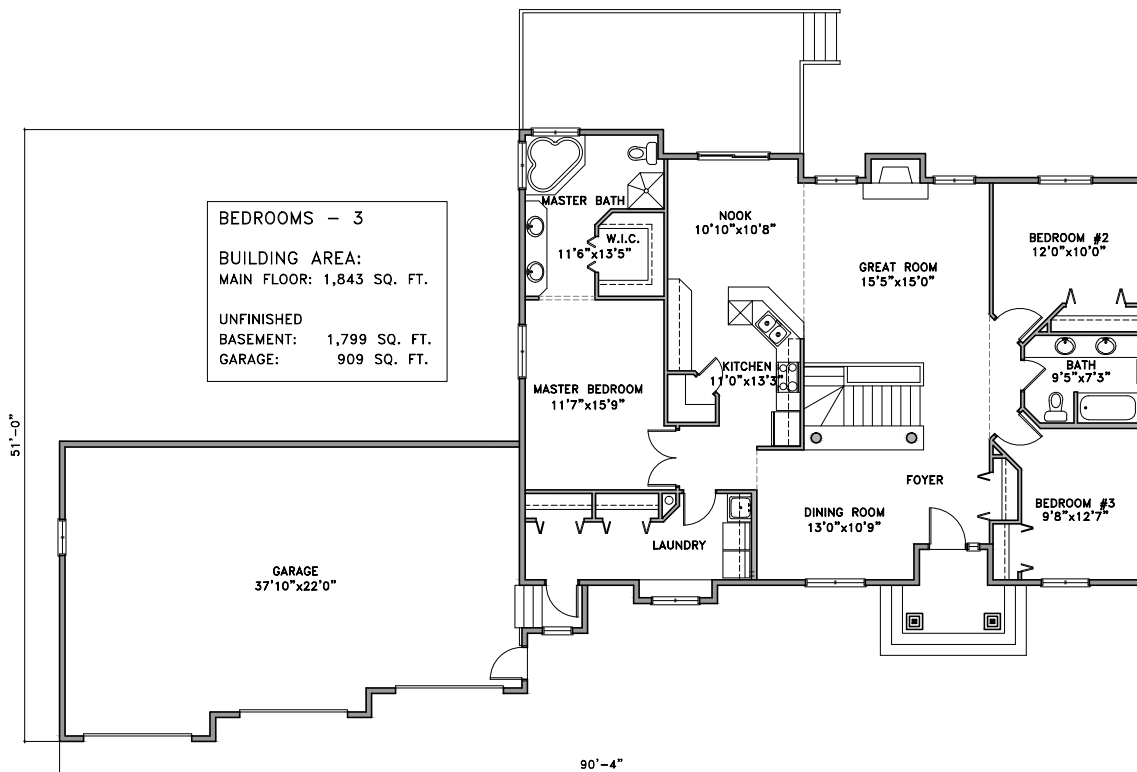 BEDROOMS - 3
BUILDING AREA:
MAIN FLOOR: 1,843 SQ. FT.
UNFINISHED
BASEMENT: 1,799 SQ. FT.
GARAGE: 909 SQ. FT.
MASTER BATH
W.I.C.
11'6"x13'5"
NOOK
10'10"x10'8"
GREAT ROOM
15'5"x15'0"
BEDROOM #2
12'0"x10'0"
MASTER BEDROOM
11'7"x15'9"
KITCHEN
11'0"x13'3"
BATH
9'5"x7'3"
51'-0"
FOYER
DINING ROOM
13'0"x10'9"
BEDROOM #3
9'8"x12'7"
LAUNDRY
GARAGE
37'10"x22'0"
90'-4"